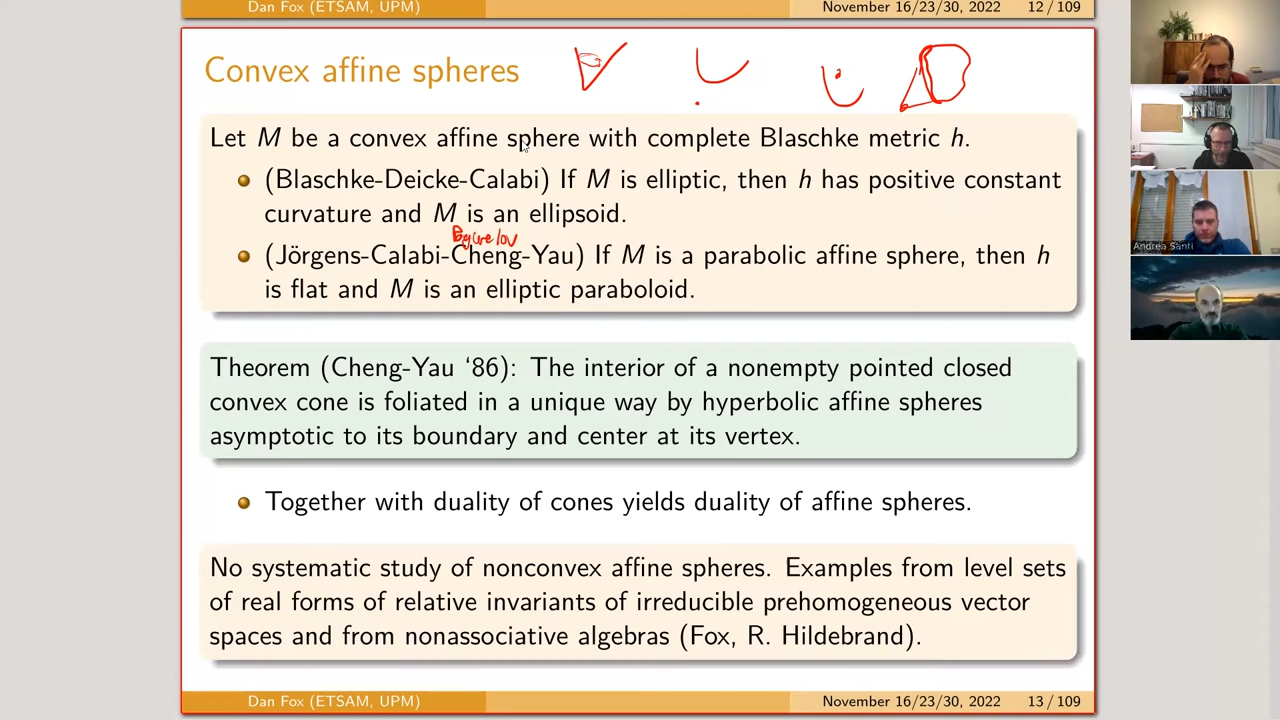 Dan Fox (ETSAM, UPM) November 16/23/30, 2022 12 / 109
Convex affine spheres
Let M be a convex affine sphere with complete Blaschke metric h.
(Blaschke-Deicke-Calabi) If M is elliptic, then h has positive constant
curvature and M is an ellipsoid.
(Jörgens-Calabi-Cheng-Yau) If M is a parabolic affine sphere, then h
is flat and M is an elliptic paraboloid.
Theorem (Cheng-Yau ‘86): The interior of a nonempty pointed closed
convex cone is foliated in a unique way by hyperbolic affine spheres
asymptotic to its boundary and center at its vertex.
Together with duality of cones yields duality of affine spheres.
No systematic study of nonconvex affine spheres. Examples from level sets
of real forms of relative invariants of irreducible prehomogeneous vector
spaces and from nonassociative algebras (Fox, R. Hildebrand).
Dan Fox (ETSAM, UPM) November 16/23/30, 2022 13 / 109
Andrea Santi